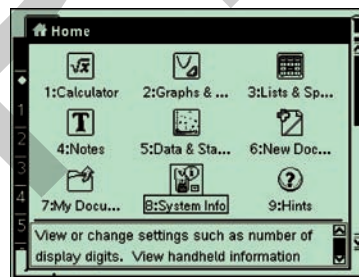 Home
1:Calculator 2:Graphs & ... 3:Lists & Sp...
4:Notes 5:Data & Sta... 6:New Doc...
7:My Docu... 8:System Info 9:Hints
View or change settings such as number of
display digits. View handheld information
1
2
3
4
5